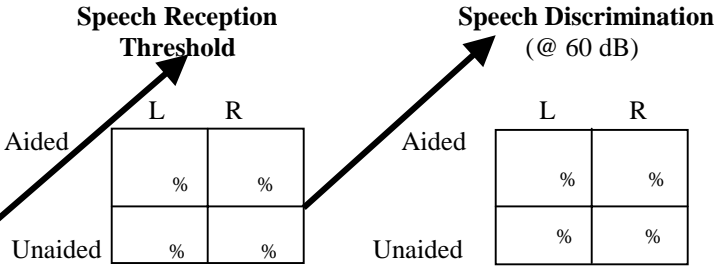 Speech Reception Threshold
Speech Discrimination
(@ 60 dB)
L R
Aided
% %
Unaided
% %
L R
Aided
% %
Unaided
% %